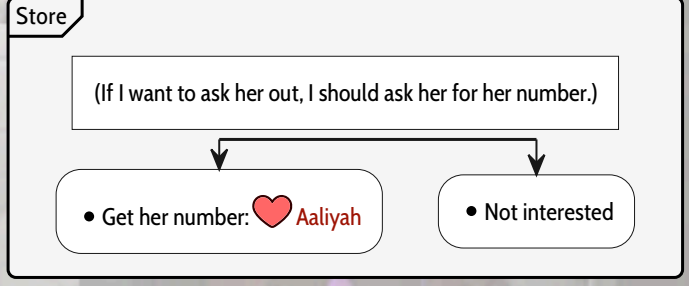 Store
(If I want to ask her out, I should ask her for her number.)
• Get her number: Aaliyah
• Not interested